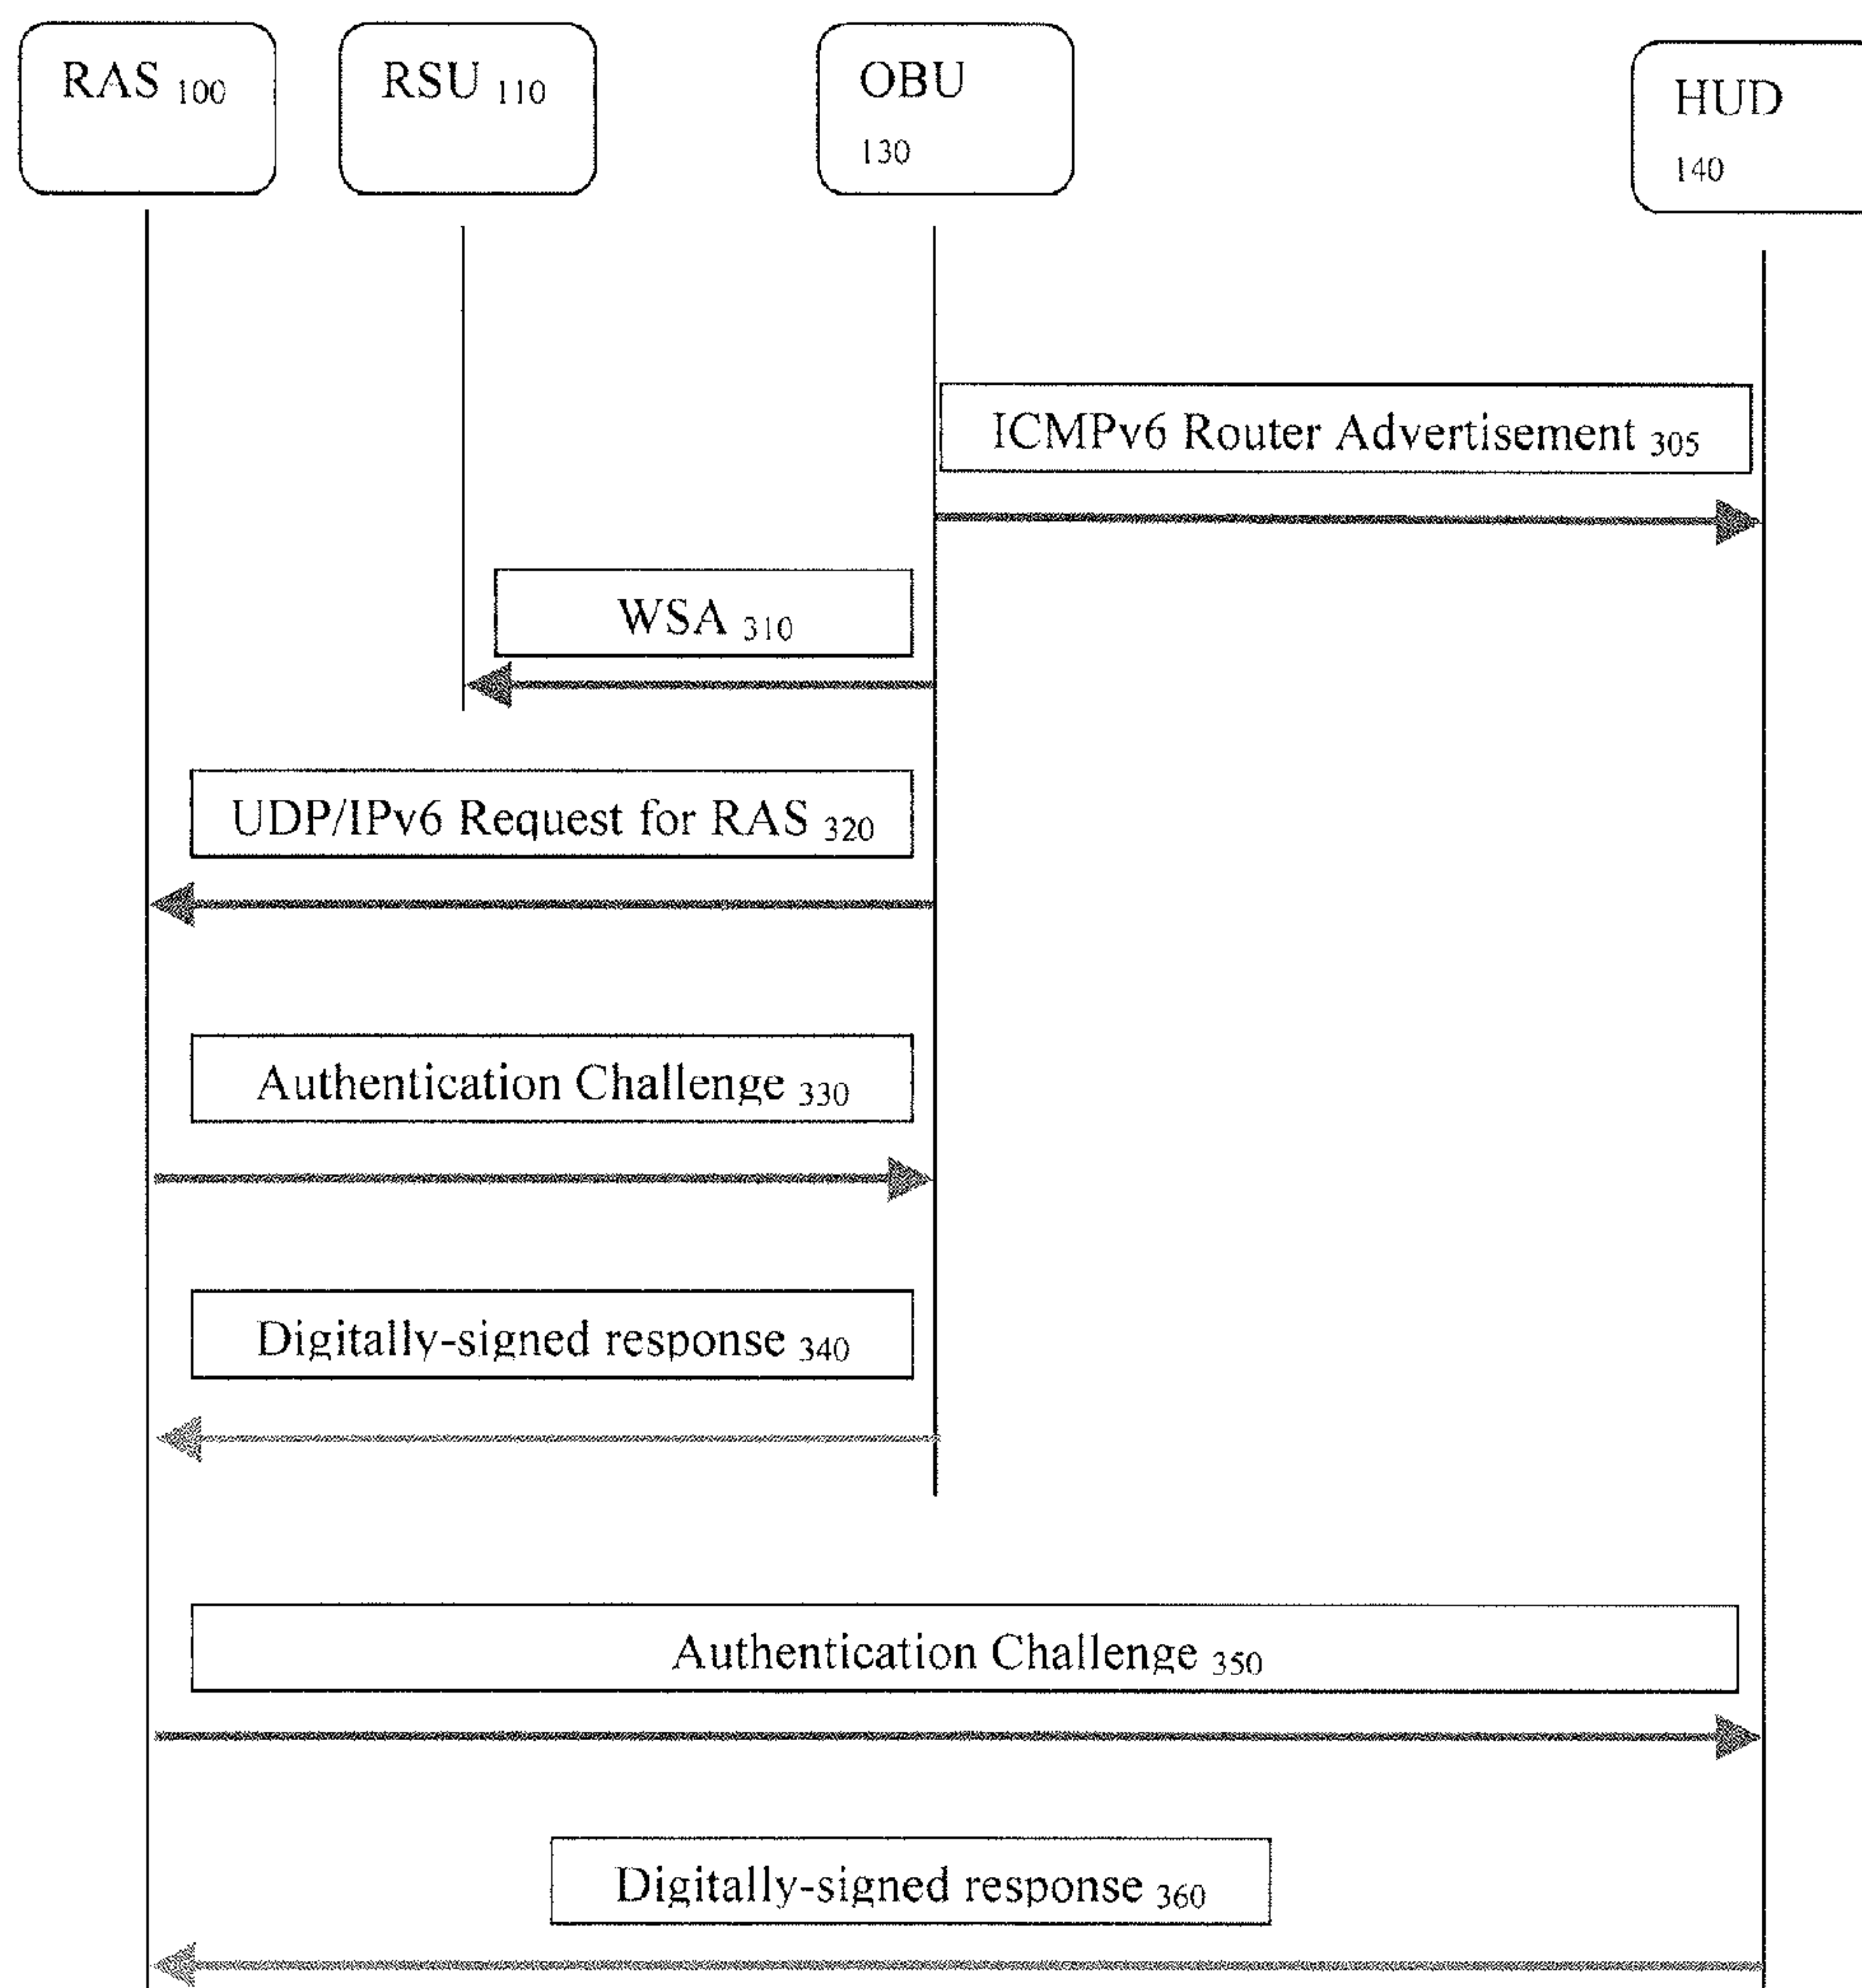 RAS 100
RSU 110
OBU
130
HUD
140
ICMPv6 Router Advertisement 305
WSA 310
UDP/IPv6 Request for RAS 320
Authentication Challenge 330
Digitally-signed response 340
Authentication Challenge 350
Digitally-signed response 360